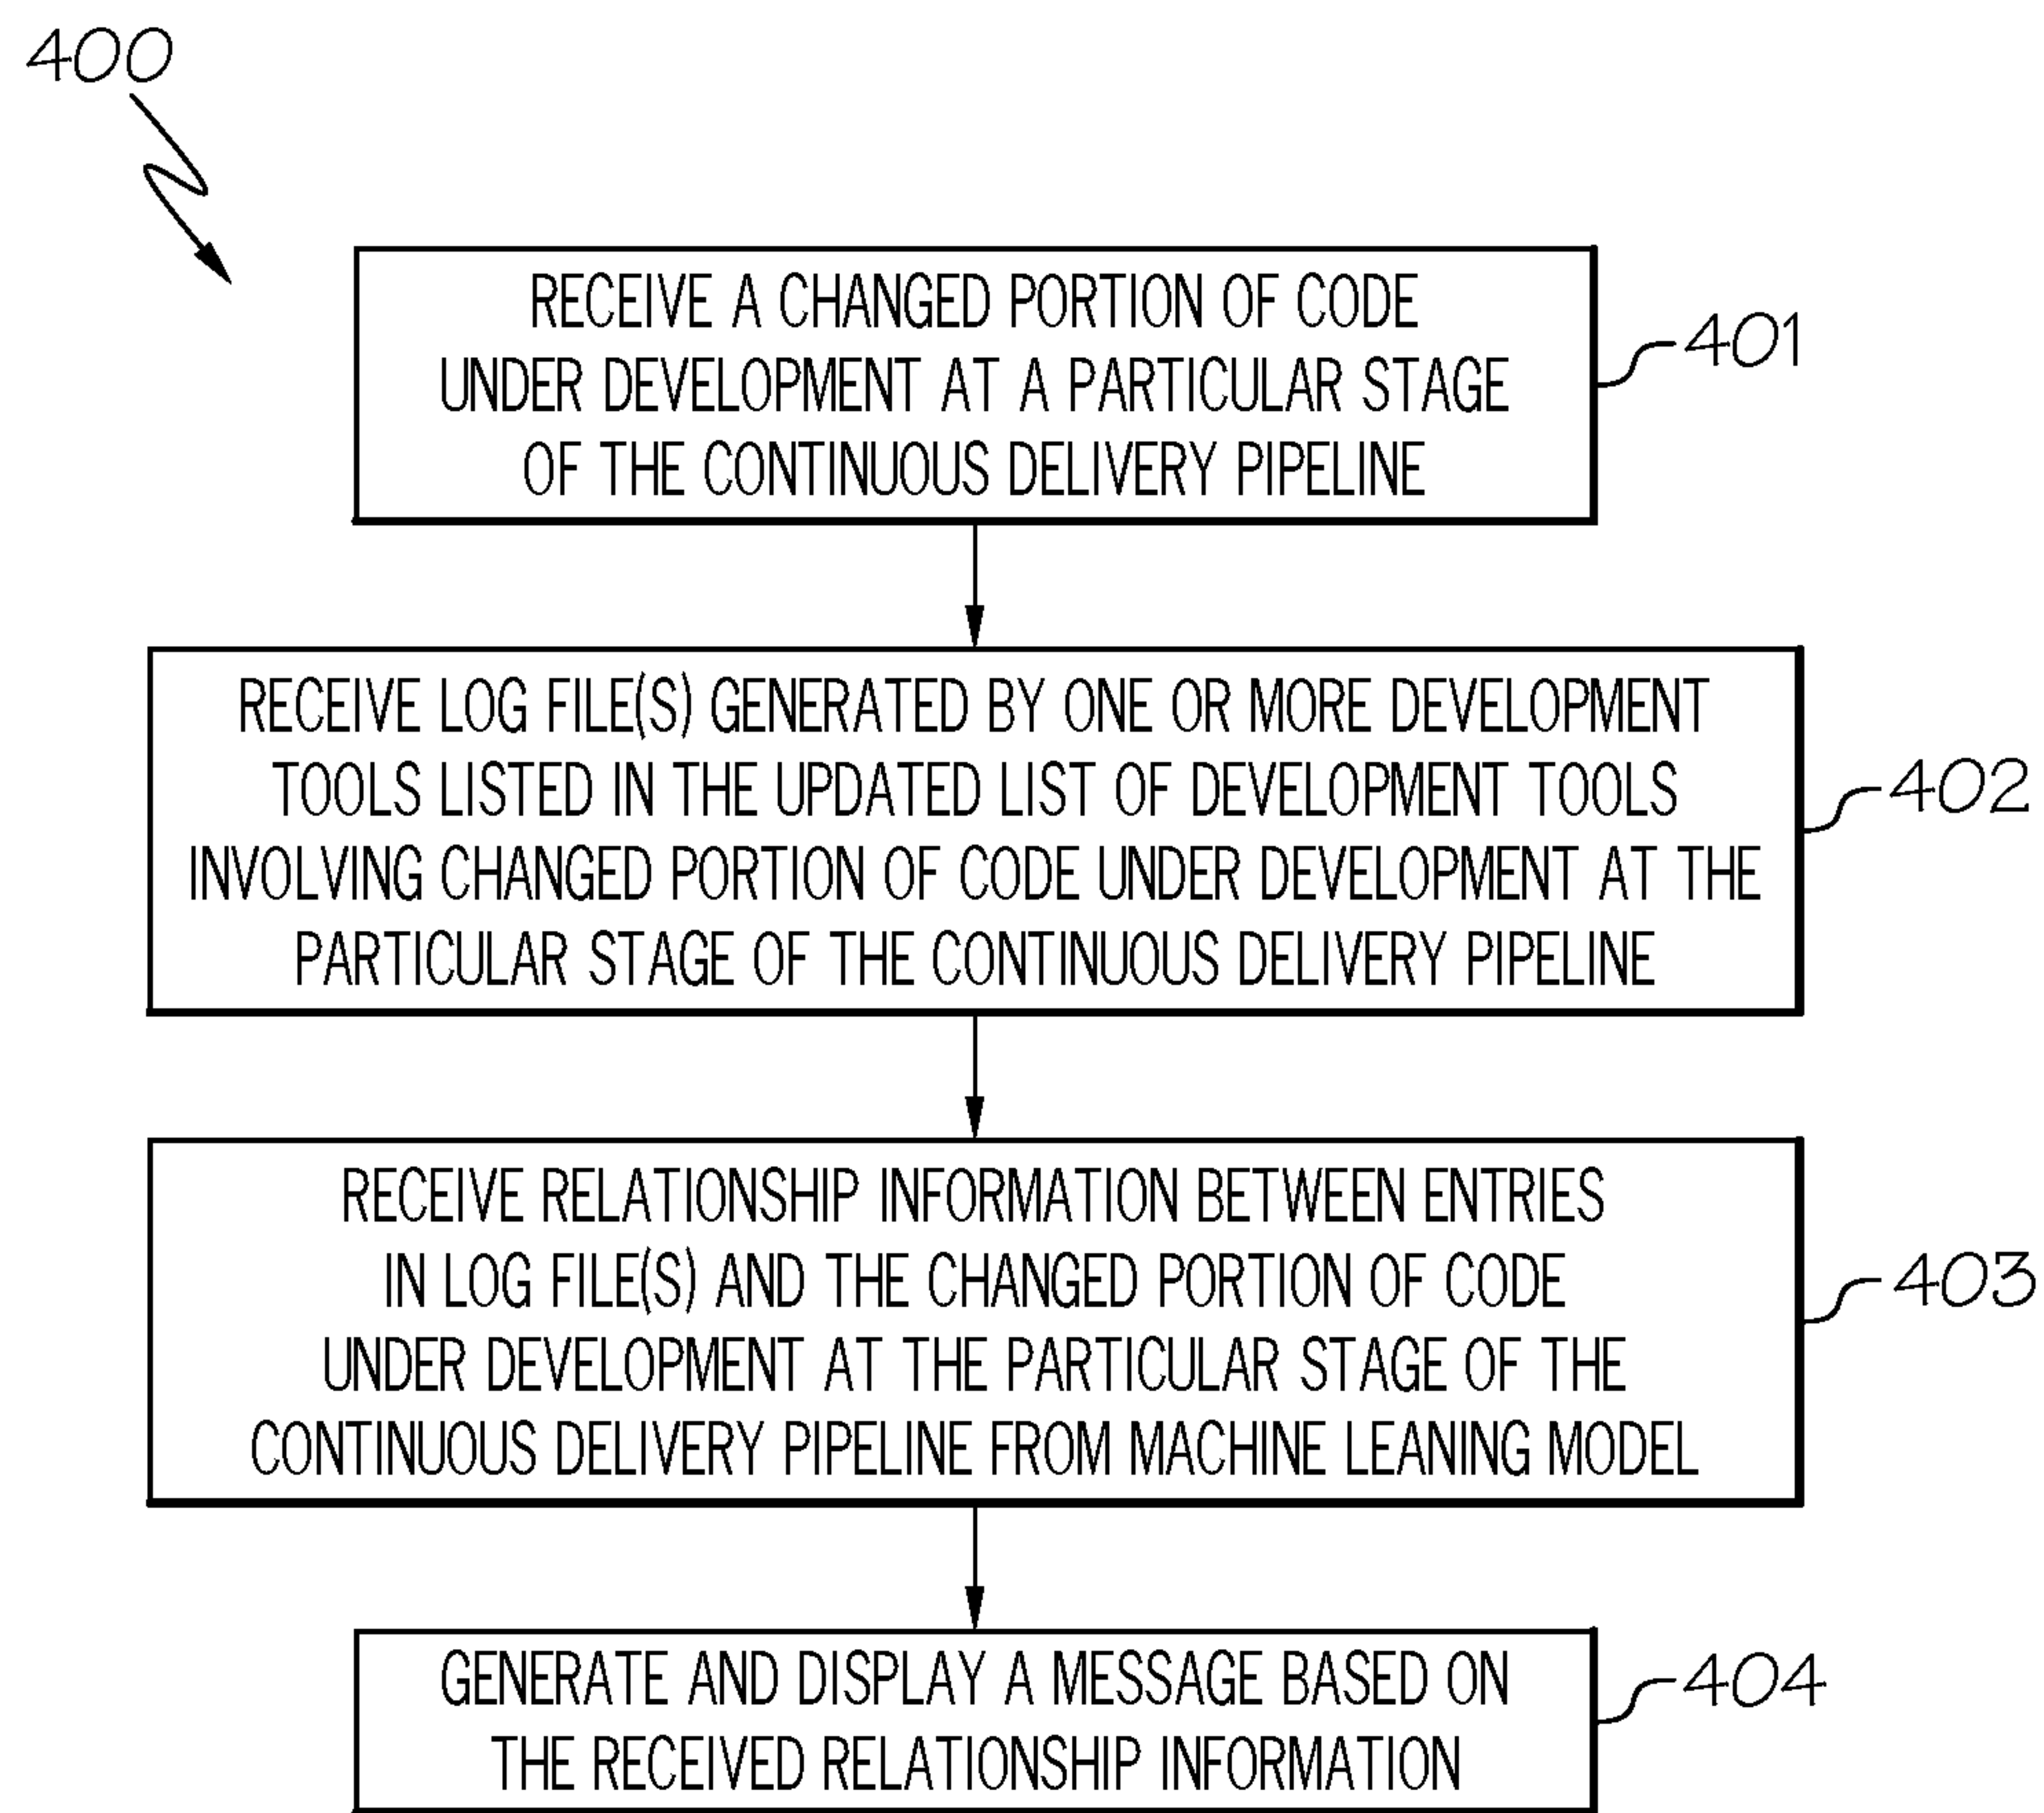 400
RECEIVE A CHANGED PORTION OF CODE
UNDER DEVELOPMENT AT A PARTICULAR STAGE
OF THE CONTINUOUS DELIVERY PIPELINE
401
RECEIVE LOG FILE(S) GENERATED BY ONE OR MORE DEVELOPMENT
TOOLS LISTED IN THE UPDATED LIST OF DEVELOPMENT TOOLS
INVOLVING CHANGED PORTION OF CODE UNDER DEVELOPMENT AT THE
PARTICULAR STAGE OF THE CONTINUOUS DELIVERY PIPELINE
402
RECEIVE RELATIONSHIP INFORMATION BETWEEN ENTRIES
IN LOG FILE(S) AND THE CHANGED PORTION OF CODE
UNDER DEVELOPMENT AT THE PARTICULAR STAGE OF THE
CONTINUOUS DELIVERY PIPELINE FROM MACHINE LEANING MODEL
403
GENERATE AND DISPLAY A MESSAGE BASED ON
THE RECEIVED RELATIONSHIP INFORMATION
404